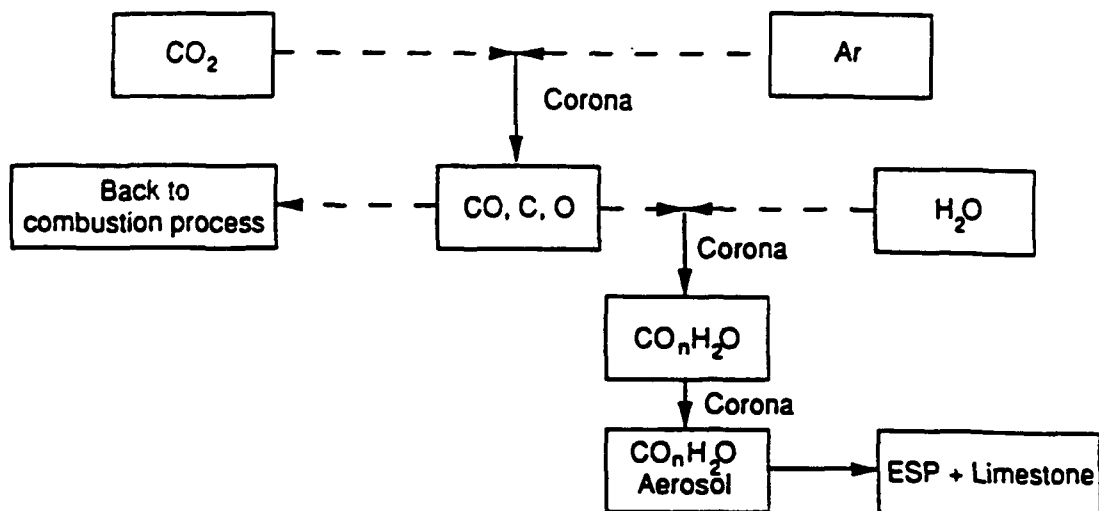 CO₂
Ar
Corona
Back to
combustion process
CO, C, O
H₂O
Corona
COₙH₂O
Corona
COₙH₂O
Aerosol
ESP + Limestone